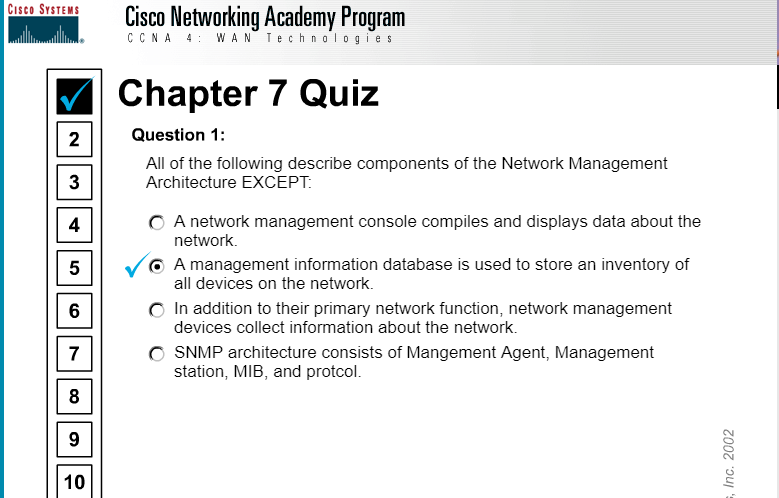 CISCO SYSTEMS
Cisco Networking Academy Program
CCNA 4: WAN Technologies
Chapter 7 Quiz
Question 1:
All of the following describe components of the Network Management
Architecture EXCEPT:
A network management console compiles and displays data about the
network.
A management information database is used to store an inventory of
all devices on the network.
In addition to their primary network function, network management
devices collect information about the network.
SNMP architecture consists of Mangement Agent, Management
station, MIB, and protcol.
2
3
4
5
6
7
8
9
10
, Inc. 2002